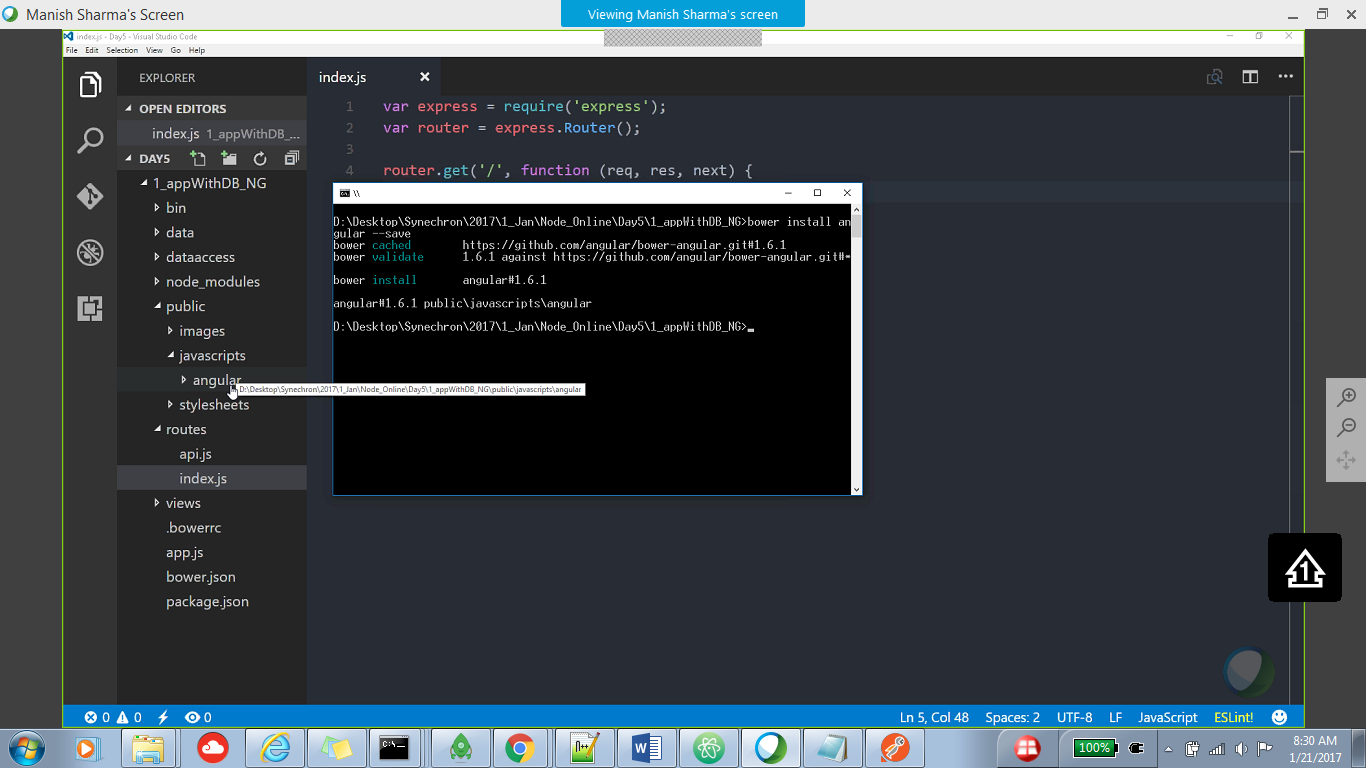 Manish Sharma's Screen
Viewing Manish Sharma's screen
index.js - Day5 - Visual Studio Code
File Edit Selection View Go Help
EXPLORER
index.js
OPEN EDITORS
index.js 1_appWithDB_...
DAY5
1_appWithDB_NG
bin
data
dataaccess
node_modules
public
images
javascripts
angular
D:\Desktop\Synechron\2017\1_Jan\Node_Online\Day5\1_appWithDB_NG\public\javascripts\angular
stylesheets
routes
api.js
index.js
views
.bowerrc
app.js
bower.json
package.json
1 var express = require('express');
2 var router = express.Router();
3
4 router.get('/', function (req, res, next) {
\\
D:\Desktop\Synechron\2017\1_Jan\Node_Online\Day5\1_appWithDB_NG>bower install an
gular --save
bower cached https://github.com/angular/bower-angular.git#1.6.1
bower validate 1.6.1 against https://github.com/angular/bower-angular.git#*
bower install angular#1.6.1
angular#1.6.1 public\javascripts\angular
D:\Desktop\Synechron\2017\1_Jan\Node_Online\Day5\1_appWithDB_NG>
1
0 0 0
Ln 5, Col 48 Spaces: 2 UTF-8 LF JavaScript ESLint!
100%
8:30 AM
1/21/2017